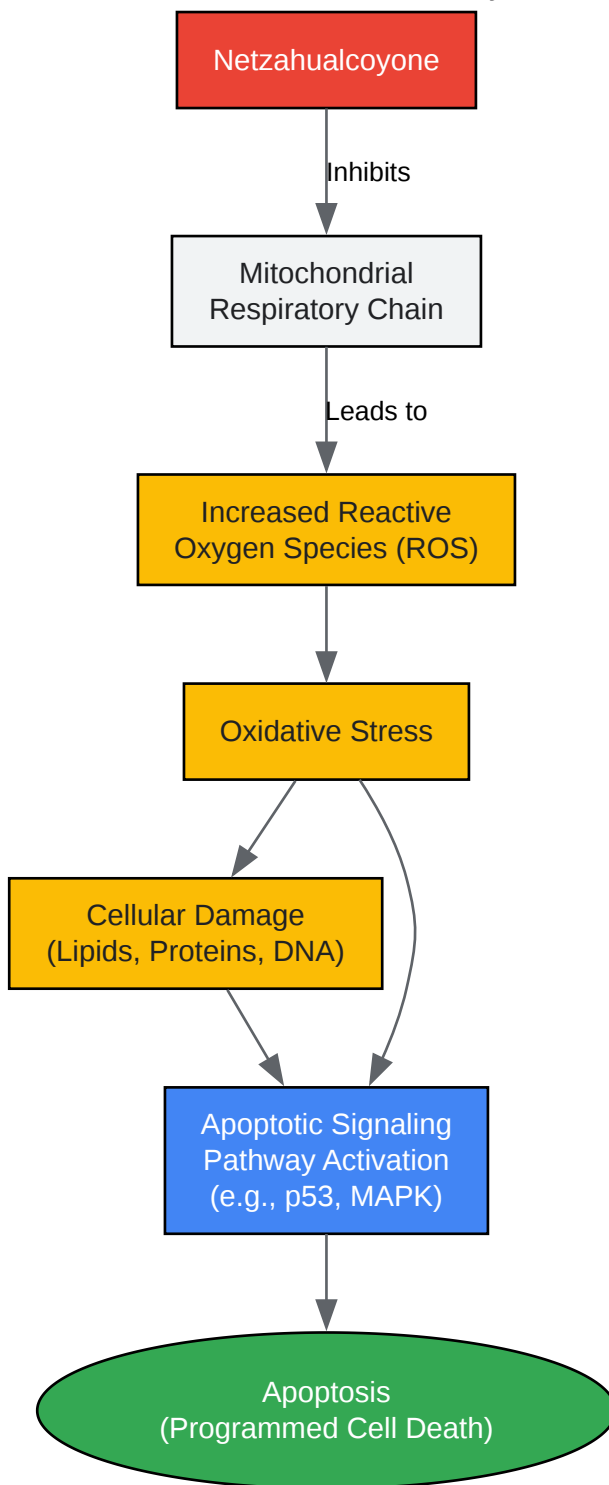 Netzahualcoyone
Inhibits
Mitochondrial
Respiratory Chain
Leads to
Increased Reactive
Oxygen Species (ROS)
Oxidative Stress
Cellular Damage
(Lipids, Proteins, DNA)
Apoptotic Signaling
Pathway Activation
(e.g., p53, MAPK)
Apoptosis
(Programmed Cell Death)